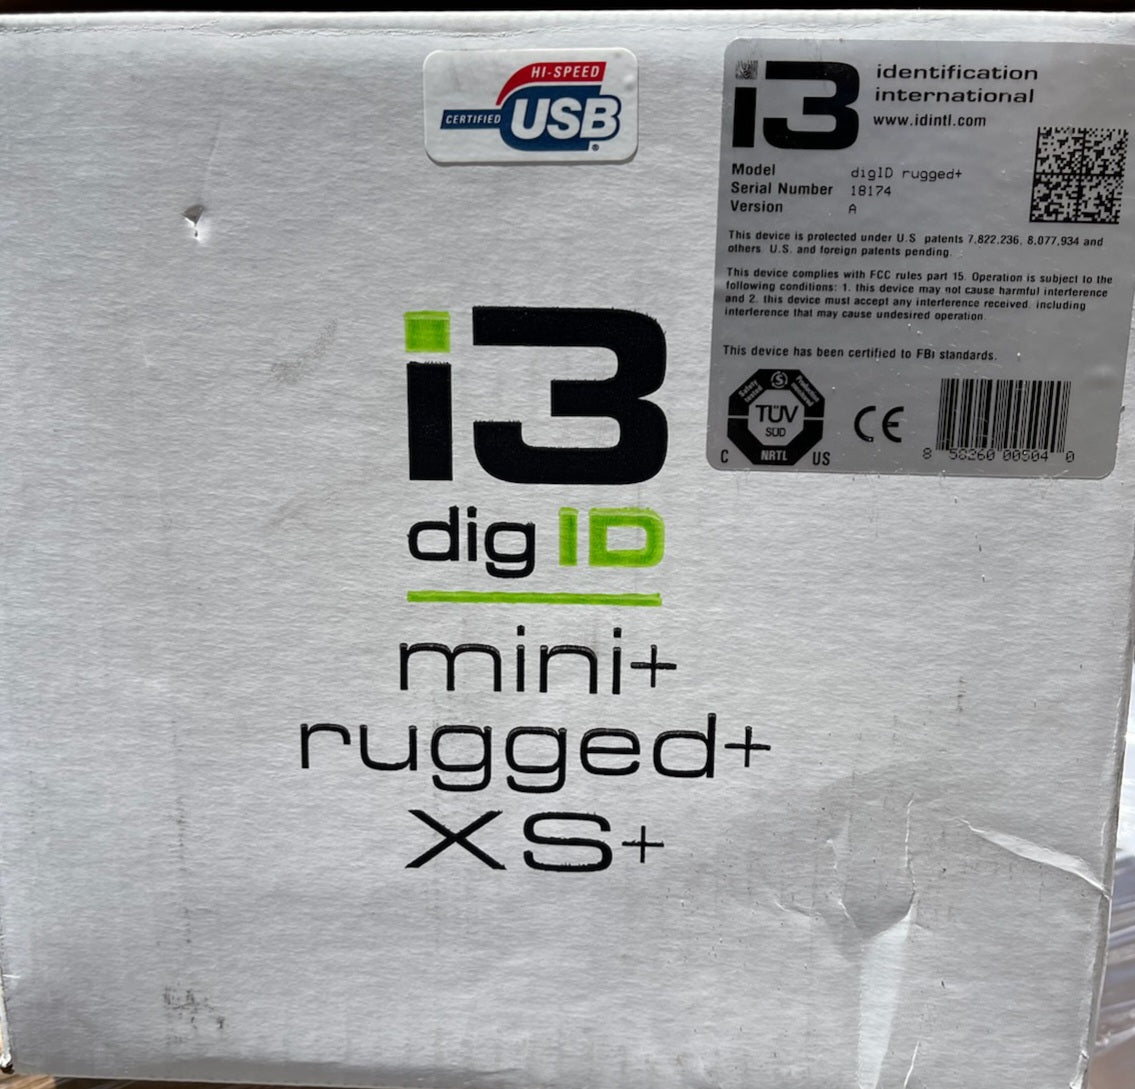 HI-SPEED
CERTIFIED USB®
i3 identification
international
www.idintl.com
Model digID rugged+
Serial Number 18174
Version A
This device is protected under U.S patents 7,822,236, 8,077,934 and
others. U.S. and foreign patents pending.
This device complies with FCC rules part 15. Operation is subject to the
following conditions: 1. this device may not cause harmful interference
and 2. this device must accept any interference received, including
interference that may cause undesired operation.
This device has been certified to FBI standards.
Safety tested
Production monitored
TÜV
SÜD
C NRTL US
CE
8 58260 00504 0
i3
dig ID
mini+
rugged+
XS+